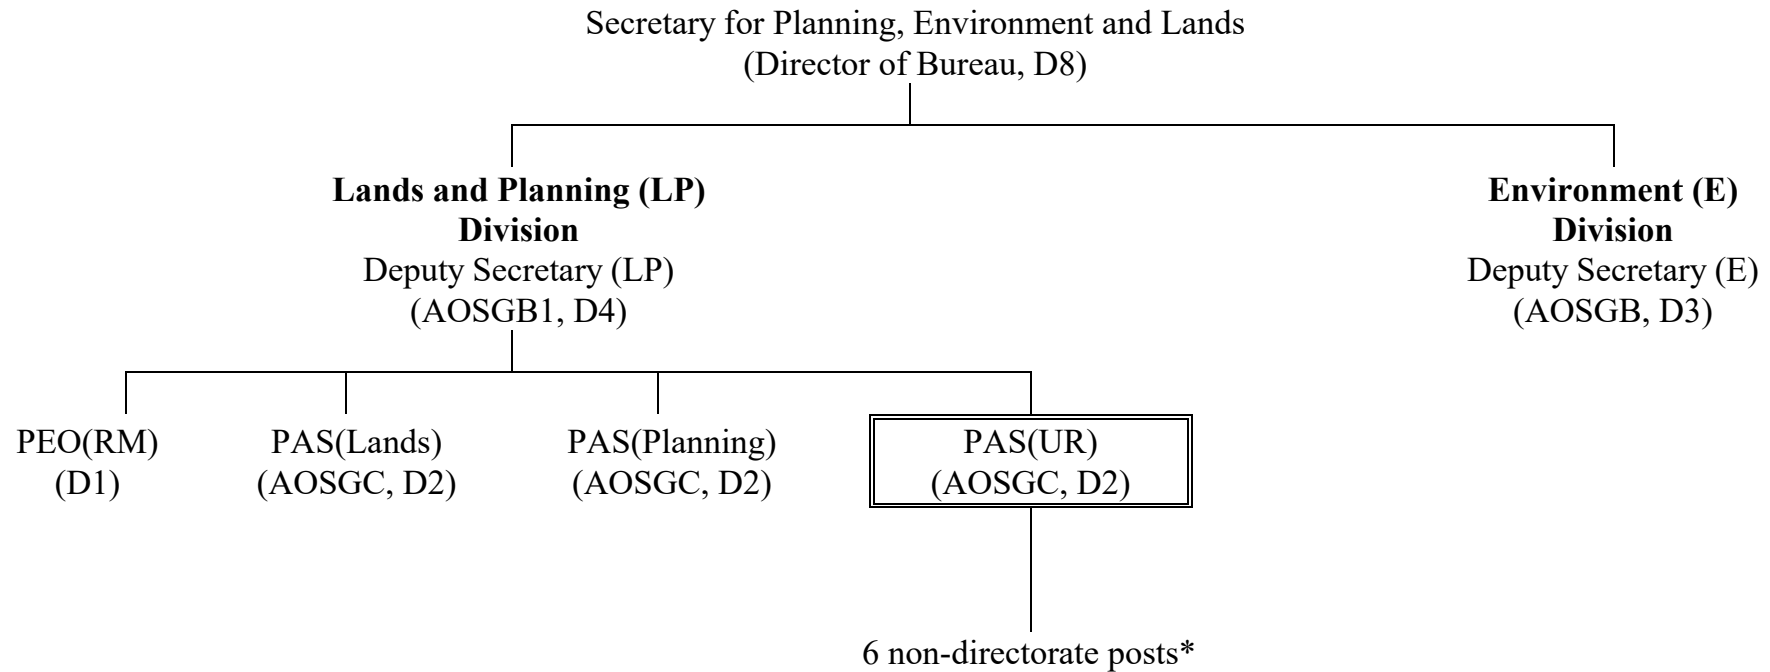 Secretary for Planning, Environment and Lands
(Director of Bureau, D8)
Lands and Planning (LP)
Division
Deputy Secretary (LP)
(AOSGB1, D4)
Environment (E)
Division
Deputy Secretary (E)
(AOSGB, D3)
PEO(RM)
(D1)
PAS(Lands)
(AOSGC, D2)
PAS(Planning)
(AOSGC, D2)
PAS(UR)
(AOSGC, D2)
6 non-directorate posts*